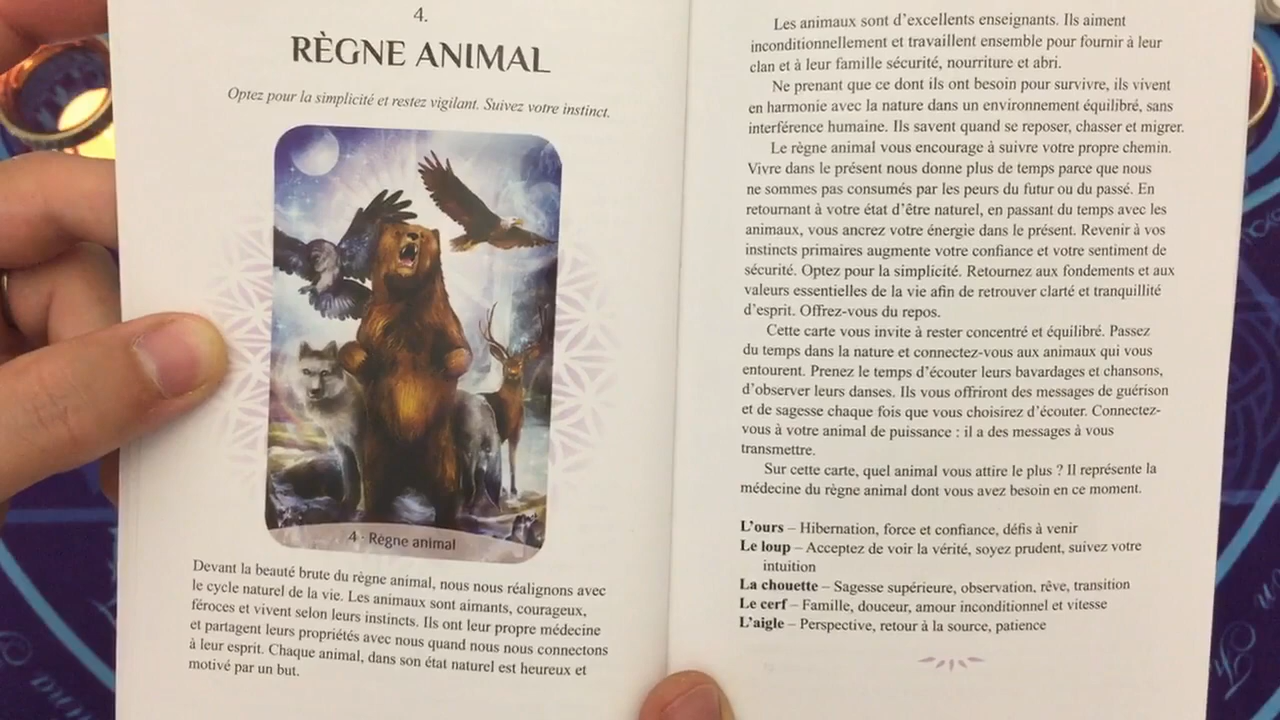 4.
RÈGNE ANIMAL
Optez pour la simplicité et restez vigilant. Suivez votre instinct.
4 · Règne animal
Devant la beauté brute du règne animal, nous nous réalignons avec
le cycle naturel de la vie. Les animaux sont aimants, courageux,
féroces et vivent selon leurs instincts. Ils ont leur propre médecine
et partagent leurs propriétés avec nous quand nous nous connectons
à leur esprit. Chaque animal, dans son état naturel est heureux et
motivé par un but.
Les animaux sont d'excellents enseignants. Ils aiment
inconditionnellement et travaillent ensemble pour fournir à leur
clan et à leur famille sécurité, nourriture et abri.
Ne prenant que ce dont ils ont besoin pour survivre, ils vivent
en harmonie avec la nature dans un environnement équilibré, sans
interférence humaine. Ils savent quand se reposer, chasser et migrer.
Le règne animal vous encourage à suivre votre propre chemin.
Vivre dans le présent nous donne plus de temps parce que nous
ne sommes pas consumés par les peurs du futur ou du passé. En
retournant à votre état d'être naturel, en passant du temps avec les
animaux, vous ancrez votre énergie dans le présent. Revenir à vos
instincts primaires augmente votre confiance et votre sentiment de
sécurité. Optez pour la simplicité. Retournez aux fondements et aux
valeurs essentielles de la vie afin de retrouver clarté et tranquillité
d'esprit. Offrez-vous du repos.
Cette carte vous invite à rester concentré et équilibré. Passez
du temps dans la nature et connectez-vous aux animaux qui vous
entourent. Prenez le temps d'écouter leurs bavardages et chansons,
d'observer leurs danses. Ils vous offriront des messages de guérison
et de sagesse chaque fois que vous choisirez d'écouter. Connectez-
vous à votre animal de puissance : il a des messages à vous
transmettre.
Sur cette carte, quel animal vous attire le plus ? Il représente la
médecine du règne animal dont vous avez besoin en ce moment.
L'ours – Hibernation, force et confiance, défis à venir
Le loup – Acceptez de voir la vérité, soyez prudent, suivez votre
intuition
La chouette – Sagesse supérieure, observation, rêve, transition
Le cerf – Famille, douceur, amour inconditionnel et vitesse
L'aigle – Perspective, retour à la source, patience